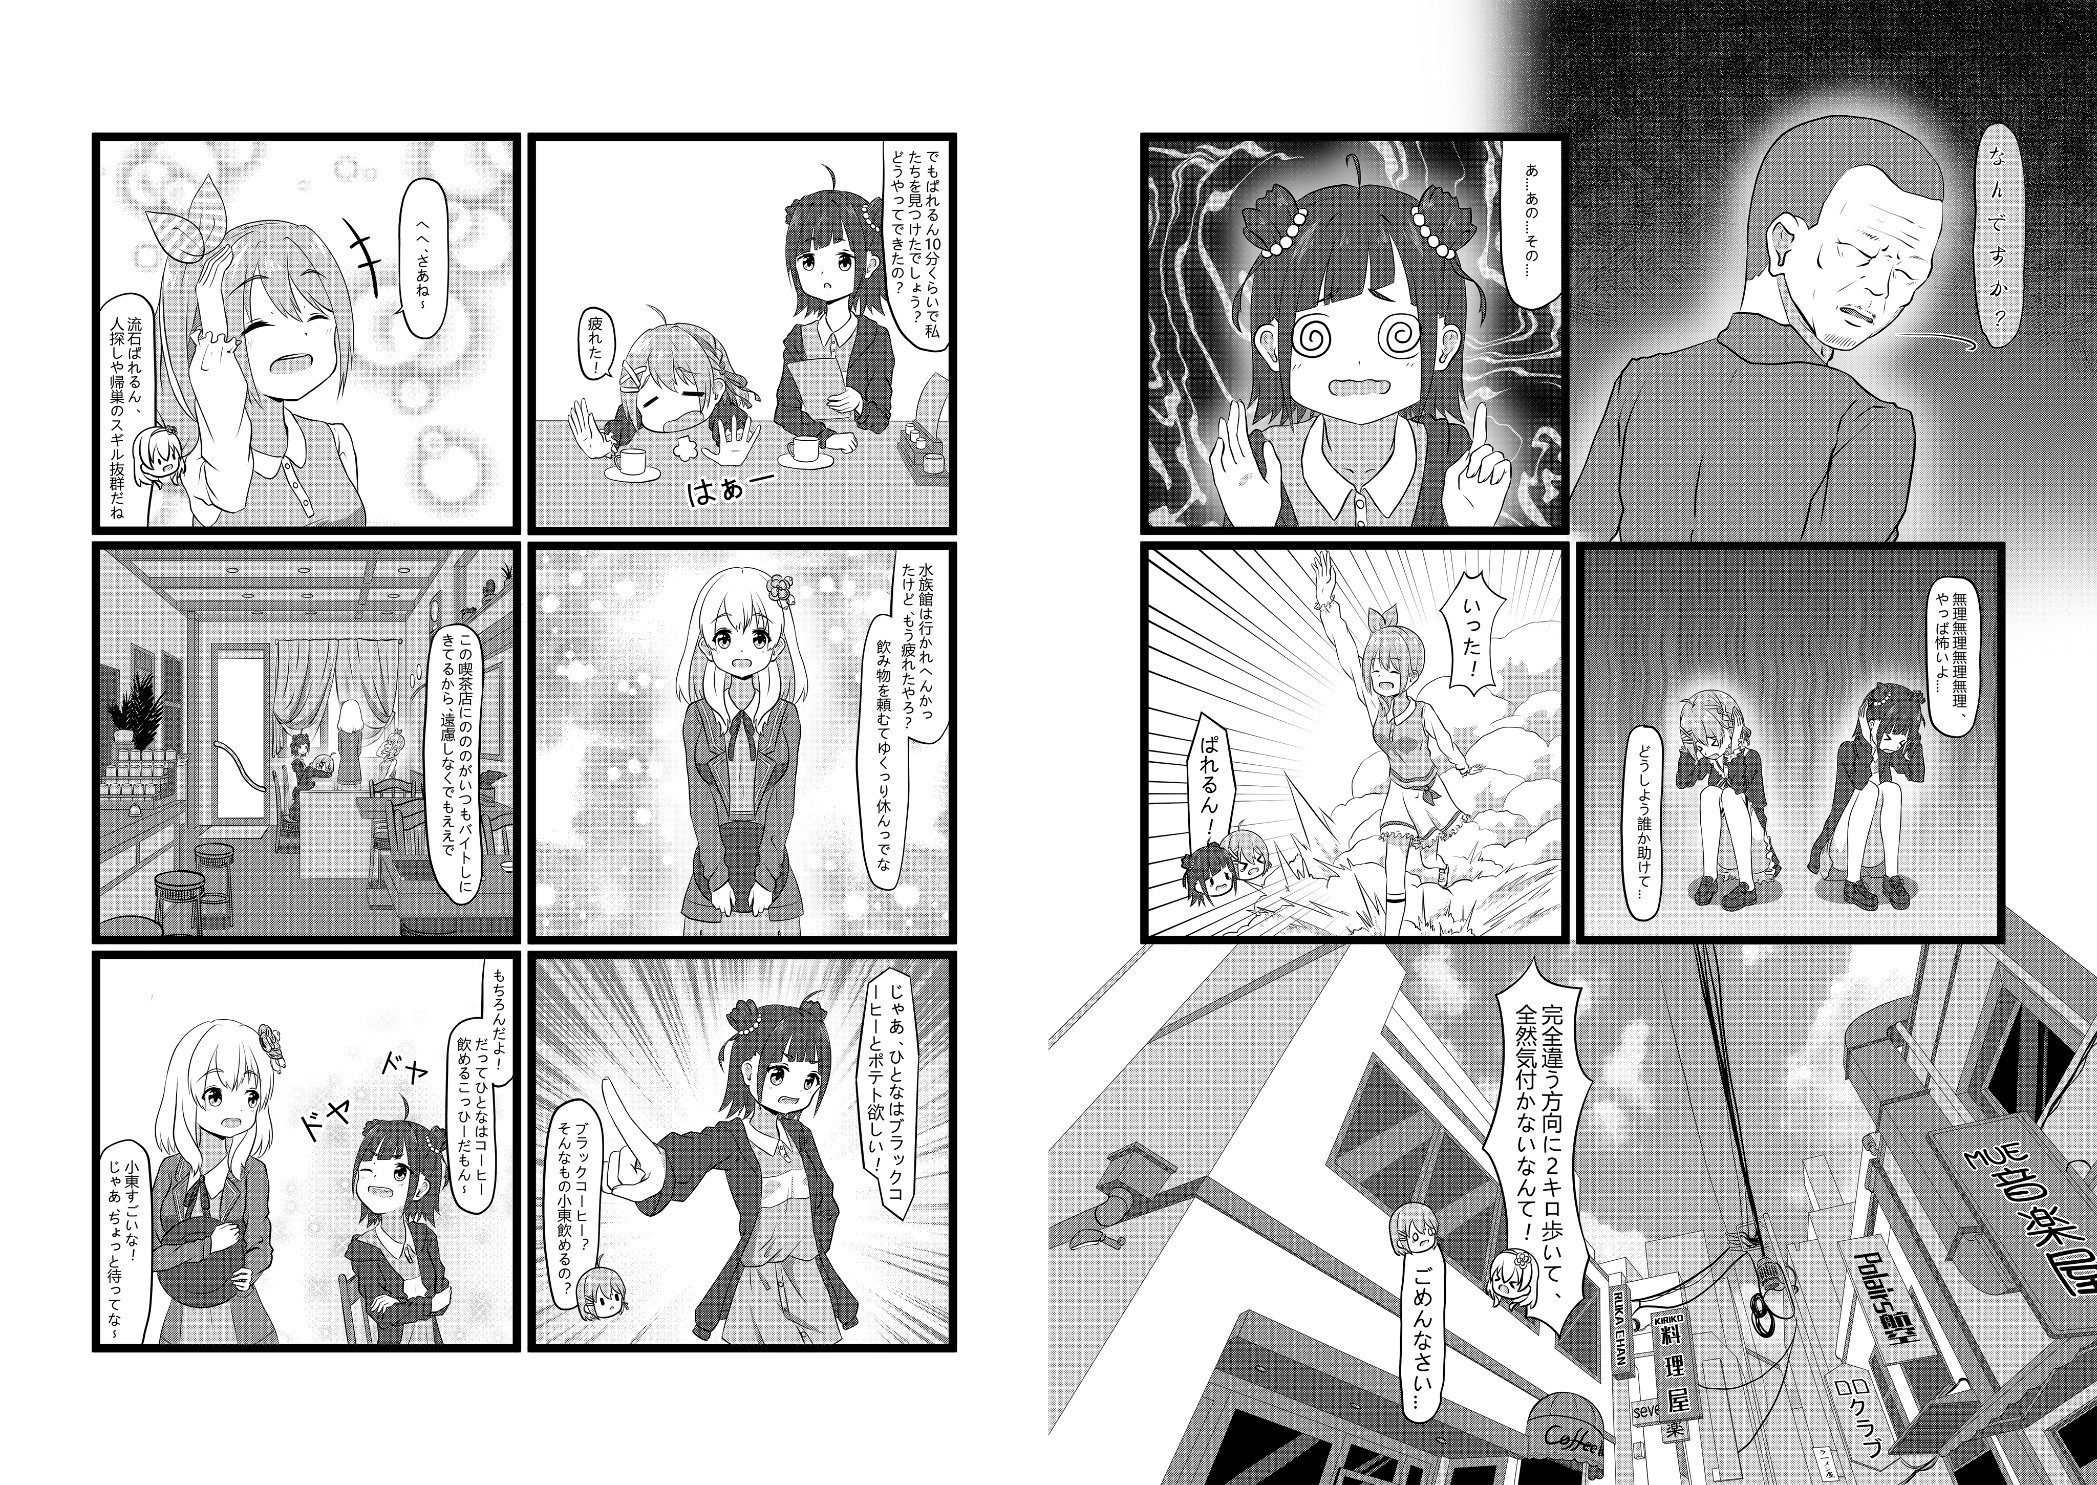 なんですか？
あ…あの…その…
無理無理無理無理、
やっぱ怖いよ……
どうしよう誰か助けて…
いった！
ぱれるん！
完全違う方向に２キロ歩いて、
全然気付かないなんて！
ごめんなさい…
MUE
音楽
Polairs
ロロクラブ
RUKA CHAN
KIRIKO
料理屋
seve
楽
Coffee
でもぱれるん10分くらいで私
たちを見つけたでしょう？
どうやってできたの？
疲れた！
はぁー
へへ、さあね～
流石ぱれるん、
人探しや帰巣のスギル抜群だね
水族館は行かれへんかっ
たけど、もう疲れたやろ？
飲み物を頼むてゆくっり休んっでな
この喫茶店にのののがいつもバイトしに
きてるから、遠慮しなくでもええで
じゃあ、ひとなはブラックコ
ーヒーとポテト欲しい！
ブラックコーヒー？
そんなもの小東飲めるの？
もちろんだよ！
だってひとなはコーヒー
飲めるこっひーだもん～
ドヤ
ドヤ
小東すごいな！
じゃあ、ぢょっと待ってな～